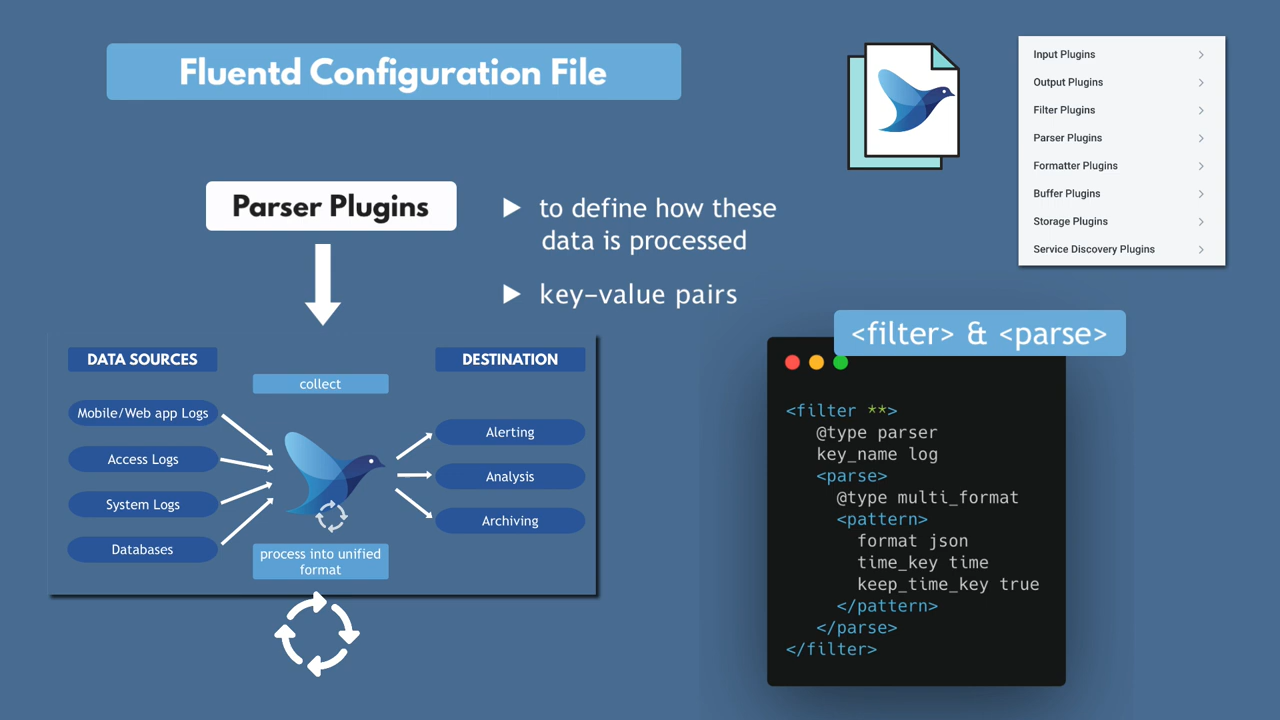 Fluentd Configuration File
Input Plugins
Output Plugins
Filter Plugins
Parser Plugins
Formatter Plugins
Buffer Plugins
Storage Plugins
Service Discovery Plugins
Parser Plugins
▶ to define how these
data is processed
▶ key-value pairs
DATA SOURCES
Mobile/Web app Logs
Access Logs
System Logs
Databases
collect
process into unified
format
DESTINATION
Alerting
Analysis
Archiving
<filter> & <parse>
<filter **>
@type parser
key_name log
<parse>
@type multi_format
<pattern>
format json
time_key time
keep_time_key true
</pattern>
</parse>
</filter>